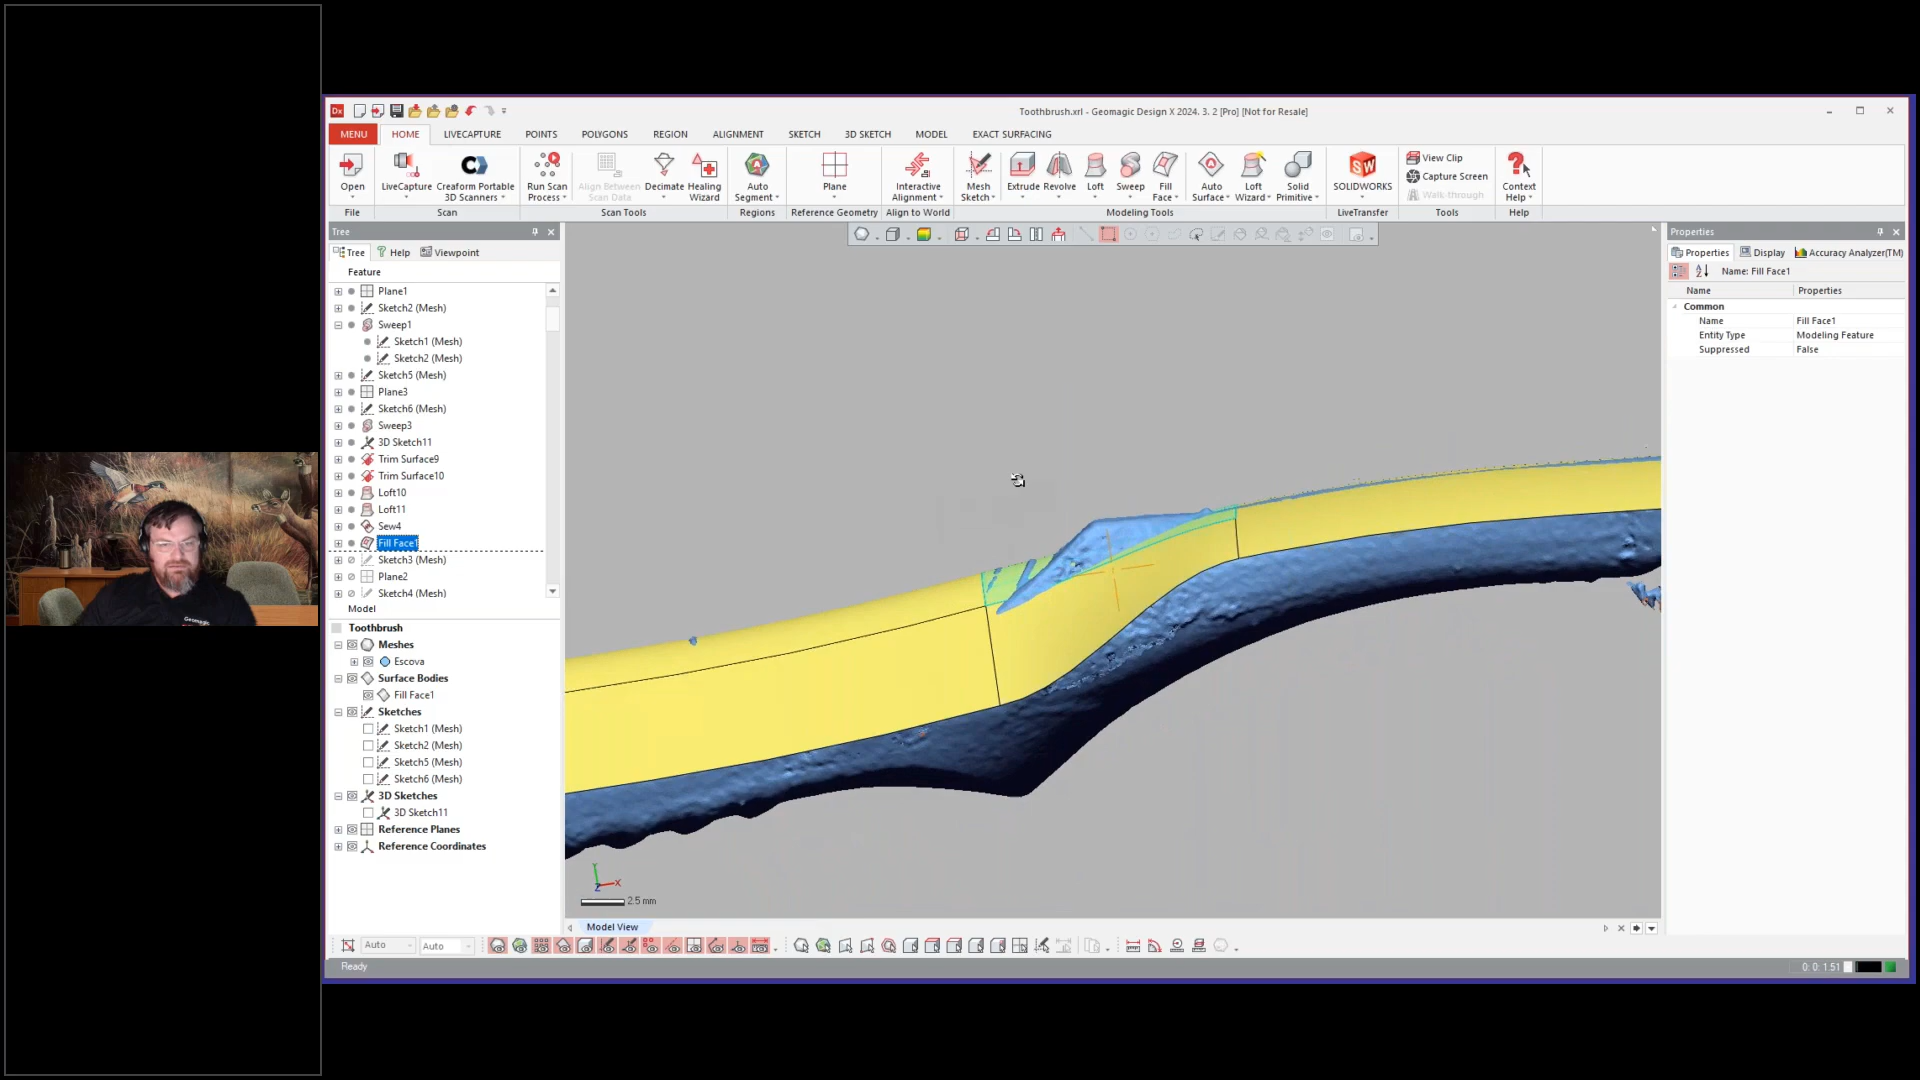 Dx
Toothbrush.xrl - Geomagic Design X 2024. 3. 2 [Pro] [Not for Resale]
MENU HOME LIVECAPTURE POINTS POLYGONS REGION ALIGNMENT SKETCH 3D SKETCH MODEL EXACT SURFACING
Open LiveCapture Creaform Portable 3D Scanners Run Scan Process Align Between Scan Data Decimate Healing Wizard Auto Segment Plane Interactive Alignment Mesh Sketch Extrude Revolve Loft Sweep Fill Face Auto Surface Loft Wizard Solid Primitive SW SOLIDWORKS View Clip Capture Screen Walk-through Context Help
File Scan Scan Tools Regions Reference Geometry Align to World Modeling Tools LiveTransfer Tools Help
Tree
Tree Help Viewpoint
Feature
Plane1
Sketch2 (Mesh)
Sweep1
Sketch1 (Mesh)
Sketch2 (Mesh)
Sketch5 (Mesh)
Plane3
Sketch6 (Mesh)
Sweep3
3D Sketch11
Trim Surface9
Trim Surface10
Loft10
Loft11
Sew4
Fill Face1
Sketch3 (Mesh)
Plane2
Sketch4 (Mesh)
Model
Toothbrush
Meshes
Escova
Surface Bodies
Fill Face1
Sketches
Sketch1 (Mesh)
Sketch2 (Mesh)
Sketch5 (Mesh)
Sketch6 (Mesh)
3D Sketches
3D Sketch11
Reference Planes
Reference Coordinates
Properties
Properties Display Accuracy Analyzer(TM)
Name: Fill Face1
Name Properties
Common
Name Fill Face1
Entity Type Modeling Feature
Suppressed False
Y
X
Z
2.5 mm
Model View
Auto Auto
Ready
0: 0: 1.51
Geomagic